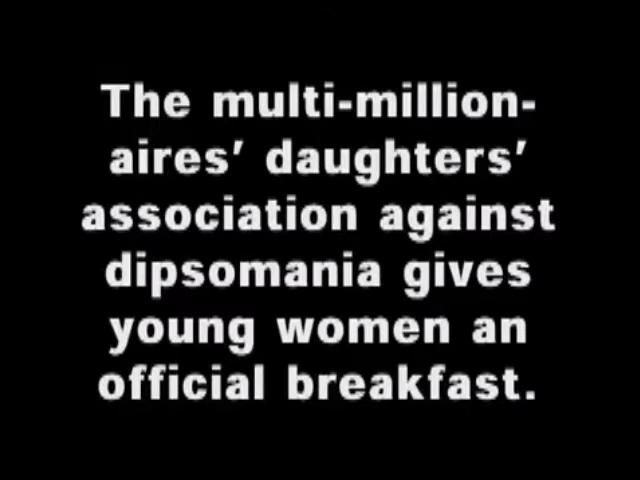 The multi-million-
aires’ daughters’
association against
dipsomania gives
young women an
official breakfast.